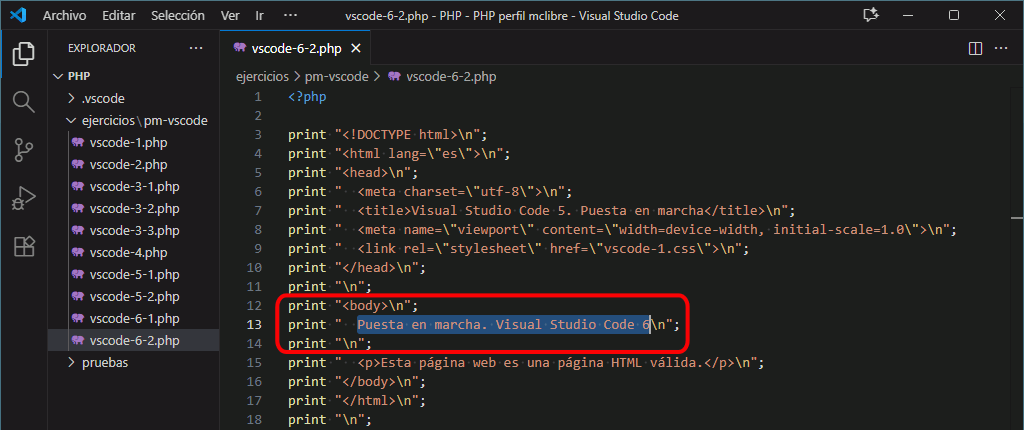 Archivo Editar Selección Ver Ir ··· vscode-6-2.php - PHP - PHP perfil mclibre - Visual Studio Code
EXPLORADOR ···
PHP
.vscode
ejercicios\pm-vscode
vscode-1.php
vscode-2.php
vscode-3-1.php
vscode-3-2.php
vscode-3-3.php
vscode-4.php
vscode-5-1.php
vscode-5-2.php
vscode-6-1.php
vscode-6-2.php
pruebas
vscode-6-2.php
ejercicios > pm-vscode > vscode-6-2.php
1 <?php
2
3 print "<!DOCTYPE html>\n";
4 print "<html lang=\"es\">\n";
5 print "<head>\n";
6 print "  <meta charset=\"utf-8\">\n";
7 print "  <title>Visual Studio Code 5. Puesta en marcha</title>\n";
8 print "  <meta name=\"viewport\" content=\"width=device-width, initial-scale=1.0\">\n";
9 print "  <link rel=\"stylesheet\" href=\"vscode-1.css\">\n";
10 print "</head>\n";
11 print "\n";
12 print "<body>\n";
13 print "  Puesta en marcha. Visual Studio Code 6\n";
14 print "\n";
15 print "  <p>Esta página web es una página HTML válida.</p>\n";
16 print "</body>\n";
17 print "</html>\n";
18 print "\n";